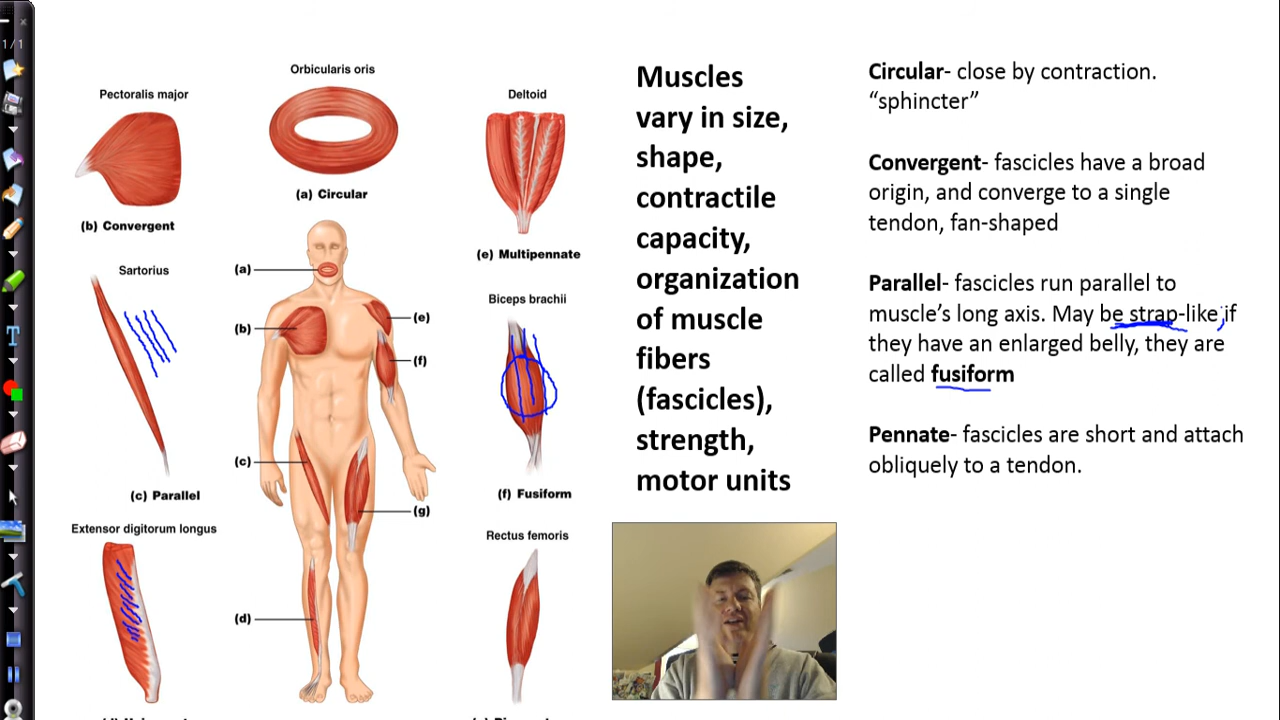 1/1
Orbicularis oris
Pectoralis major
Deltoid
(a) Circular
(b) Convergent
(e) Multipennate
Sartorius
Biceps brachii
(a)
(b)
(e)
(f)
(c)
(g)
(d)
(c) Parallel
(f) Fusiform
Extensor digitorum longus
Rectus femoris
Muscles
vary in size,
shape,
contractile
capacity,
organization
of muscle
fibers
(fascicles),
strength,
motor units
Circular- close by contraction.
“sphincter”
Convergent- fascicles have a broad
origin, and converge to a single
tendon, fan-shaped
Parallel- fascicles run parallel to
muscle’s long axis. May be strap-like; if
they have an enlarged belly, they are
called fusiform
Pennate- fascicles are short and attach
obliquely to a tendon.